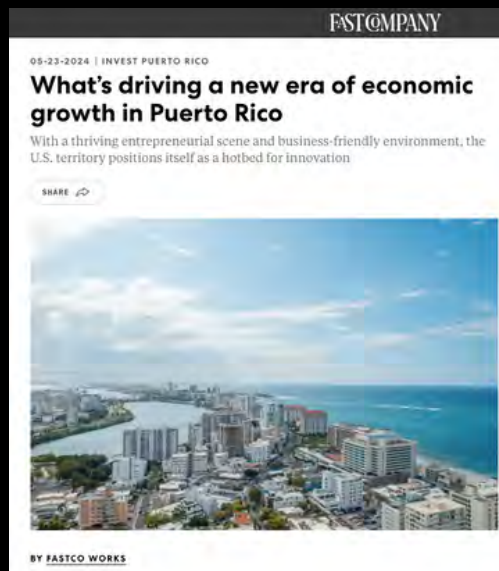 FAST COMPANY
05-23-2024 | INVEST PUERTO RICO
What's driving a new era of economic
growth in Puerto Rico
With a thriving entrepreneurial scene and business-friendly environment, the
U.S. territory positions itself as a hotbed for innovation
SHARE
BY FASTCO WORKS